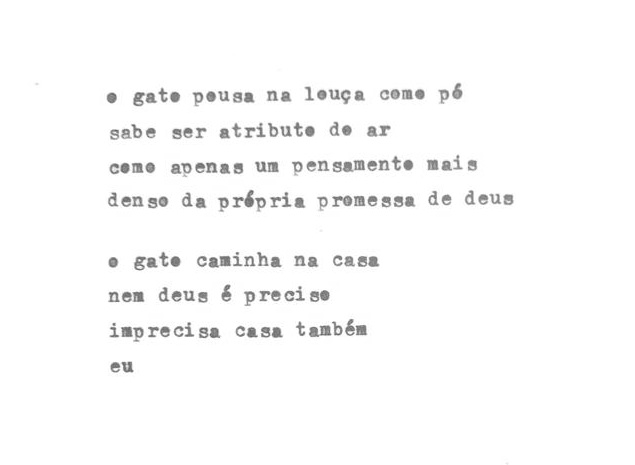 o gato pousa na louça como pó
sabe ser atributo do ar
como apenas um pensamento mais
denso da própria promessa de deus

o gato caminha na casa
nem deus é preciso
imprecisa casa também
eu